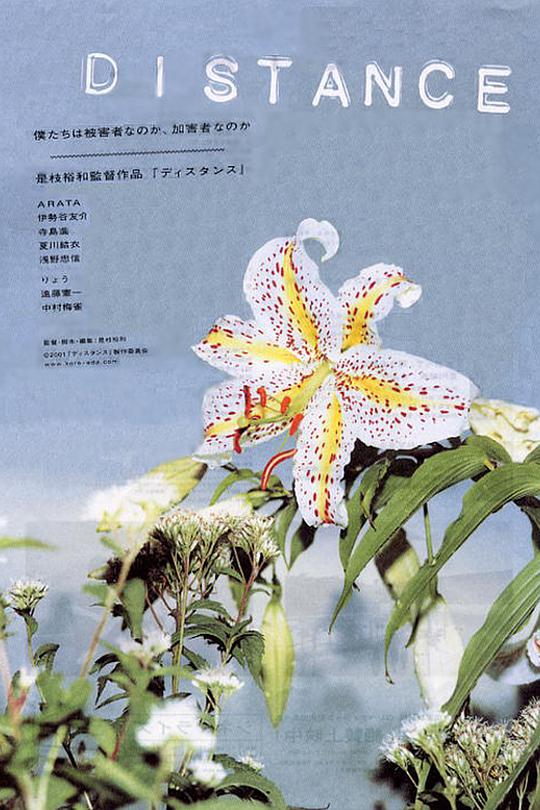 DISTANCE
僕たちは被害者なのか、加害者なのか
是枝裕和監督作品 「ディスタンス」
ARATA
伊勢谷友介
寺島進
夏川結衣
浅野忠信
りょう
遠藤憲一
中村梅雀
監督・脚本・編集：是枝裕和
©2001「ディスタンス」製作委員会
www.kore-eda.com